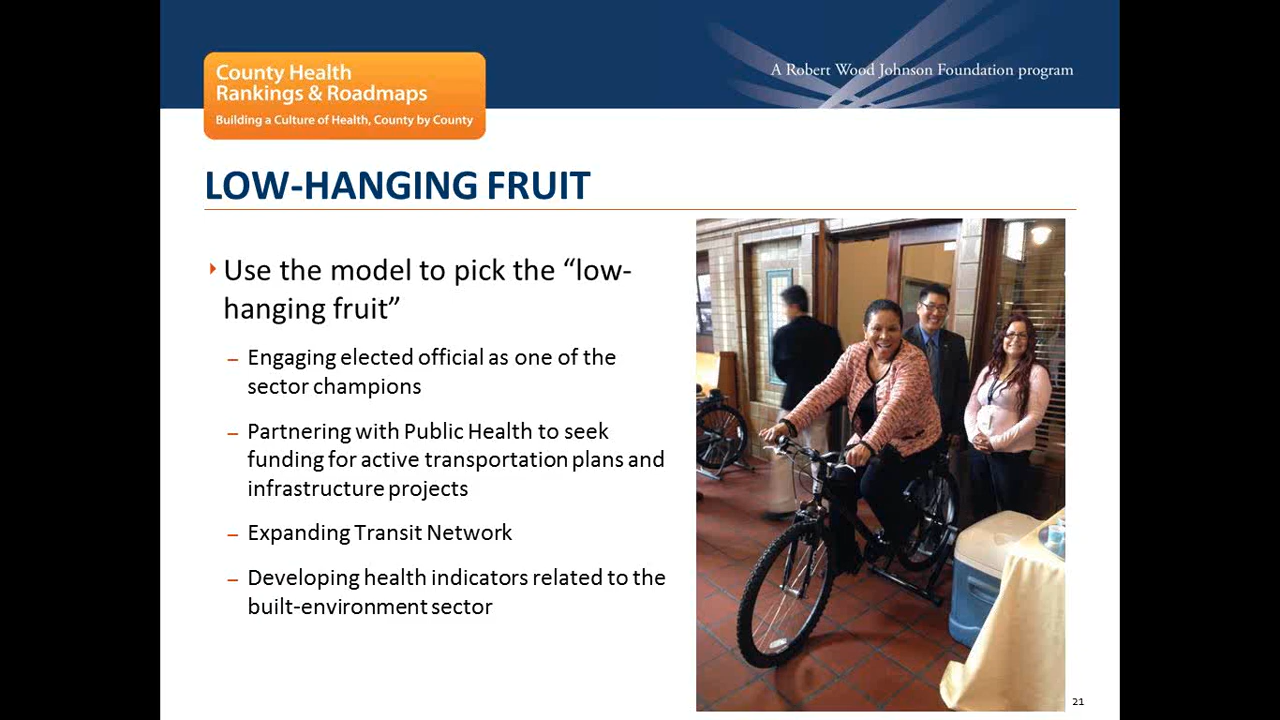 County Health
Rankings & Roadmaps
Building a Culture of Health, County by County
A Robert Wood Johnson Foundation program
LOW-HANGING FRUIT
Use the model to pick the “low-
hanging fruit”
– Engaging elected official as one of the
sector champions
– Partnering with Public Health to seek
funding for active transportation plans and
infrastructure projects
– Expanding Transit Network
– Developing health indicators related to the
built-environment sector
21